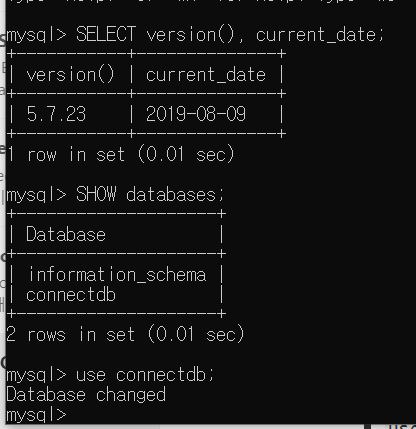 mysql> SELECT version(), current_date;
+-----------+--------------+
| version() | current_date |
+-----------+--------------+
| 5.7.23    | 2019-08-09   |
+-----------+--------------+
1 row in set (0.01 sec)
mysql> SHOW databases;
+--------------------+
| Database           |
+--------------------+
| information_schema |
| connectdb          |
+--------------------+
2 rows in set (0.01 sec)
mysql> use connectdb;
Database changed
mysql>